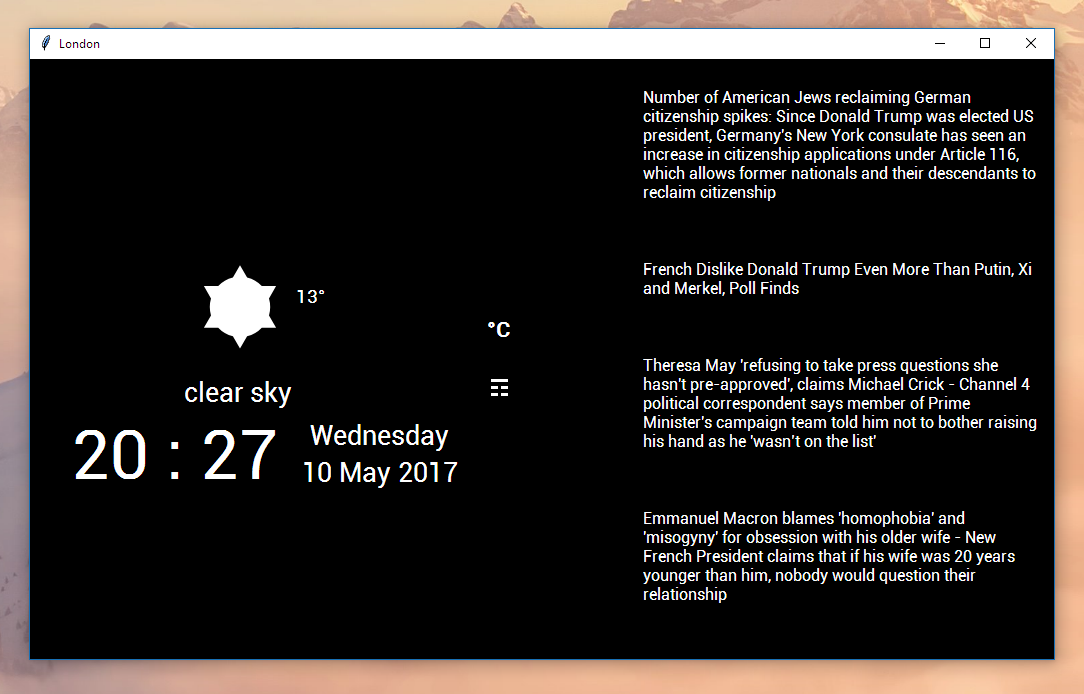 London
13°
°C
clear sky
20 : 27
Wednesday
10 May 2017
Number of American Jews reclaiming German
citizenship spikes: Since Donald Trump was elected US
president, Germany's New York consulate has seen an
increase in citizenship applications under Article 116,
which allows former nationals and their descendants to
reclaim citizenship
French Dislike Donald Trump Even More Than Putin, Xi
and Merkel, Poll Finds
Theresa May 'refusing to take press questions she
hasn't pre-approved', claims Michael Crick - Channel 4
political correspondent says member of Prime
Minister's campaign team told him not to bother raising
his hand as he 'wasn't on the list'
Emmanuel Macron blames 'homophobia' and
'misogyny' for obsession with his older wife - New
French President claims that if his wife was 20 years
younger than him, nobody would question their
relationship